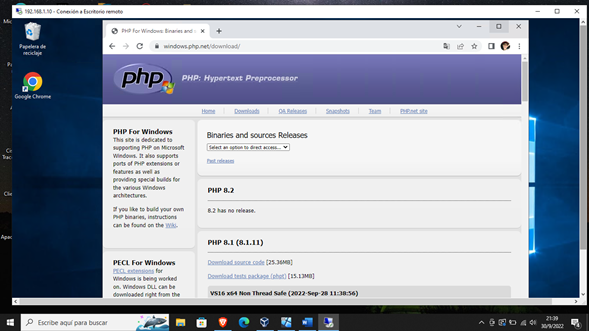 192.168.1.10 - Conexión a Escritorio remoto
Papelera de
reciclaje
Google Chrome
PHP For Windows: Binaries and
windows.php.net/download/
php
PHP: Hypertext Preprocessor
Home
Downloads
QA Releases
Snapshots
Team
PHP.net site
PHP For Windows
This site is dedicated to
supporting PHP on Microsoft
Windows. It also supports
ports of PHP extensions or
features as well as
providing special builds for
the various Windows
architectures.
If you like to build your own
PHP binaries, instructions
can be found on the Wiki.
PECL For Windows
PECL extensions for
Windows is being worked
on. Windows DLL can be
downloaded right from the
Binaries and sources Releases
Select an option to direct access...
Past releases
PHP 8.2
8.2 has no release.
PHP 8.1 (8.1.11)
Download source code [25.36MB]
Download tests package (phpt) [15.13MB]
VS16 x64 Non Thread Safe (2022-Sep-28 11:38:56)
Escribe aquí para buscar
21:39
30/9/2022